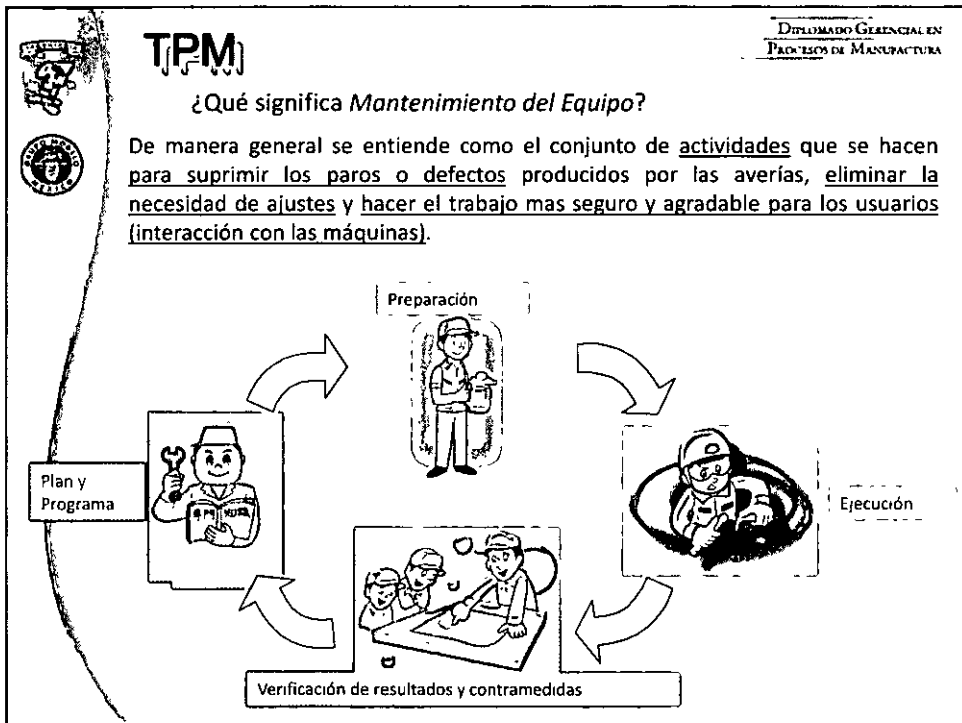 TPM
DIPLOMADO GERENCIAL EN
PROCESOS DE MANUFACTURA
¿Qué significa Mantenimiento del Equipo?
GRUPO MODELO
MEXICO
De manera general se entiende como el conjunto de actividades que se hacen
para suprimir los paros o defectos producidos por las averías, eliminar la
necesidad de ajustes y hacer el trabajo mas seguro y agradable para los usuarios
(interacción con las máquinas).
Preparación
Plan y
Programa
Ejecución
Verificación de resultados y contramedidas